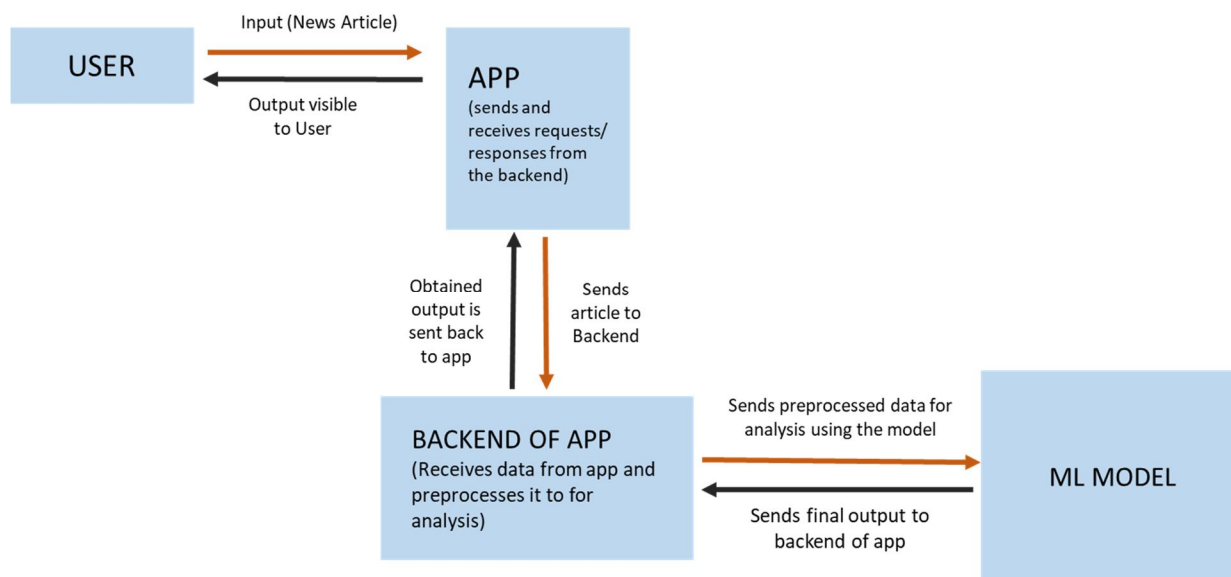 Input (News Article)
USER
Output visible
to User
APP
(sends and
receives requests/
responses from
the backend)
Obtained
output is
sent back
to app
Sends
article to
Backend
BACKEND OF APP
(Receives data from app and
preprocesses it to for
analysis)
Sends preprocessed data for
analysis using the model
Sends final output to
backend of app
ML MODEL